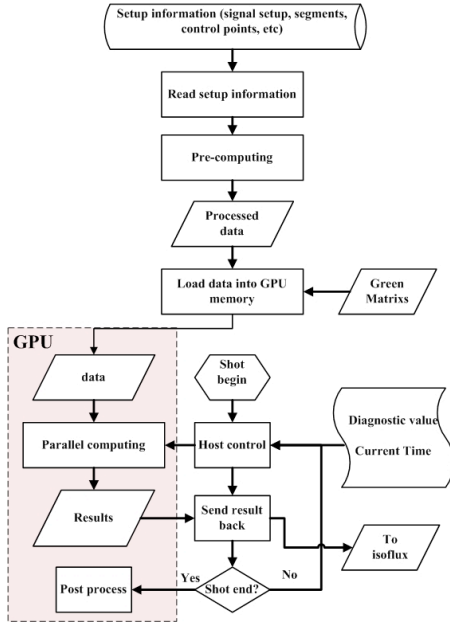 Setup information (signal setup, segments,
control points, etc)
Read setup information
Pre-computing
Processed
data
Load data into GPU
memory
Green
Matrixs
GPU
data
Shot
begin
Diagnostic value
Current Time
Parallel computing
Host control
Results
Send result
back
To
isoflux
Post process
Yes
Shot end?
No